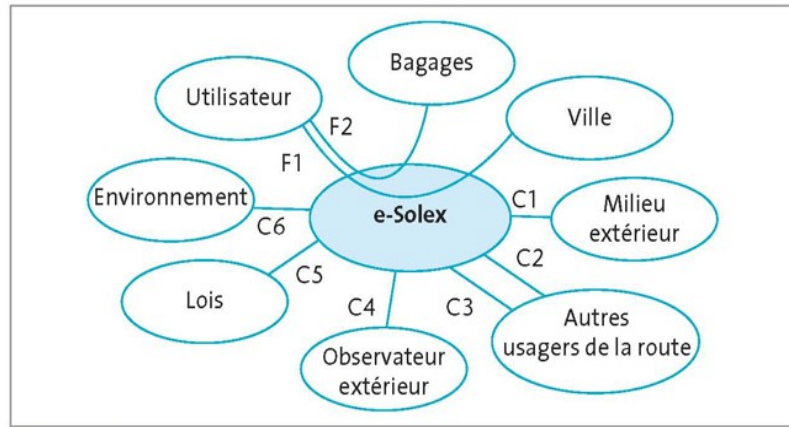 Bagages
Utilisateur
Ville
F2
F1
Environnement
e-Solex
C1
Milieu
extérieur
C6
C2
C5
Lois
C4
C3
Autres
usagers de la route
Observateur
extérieur